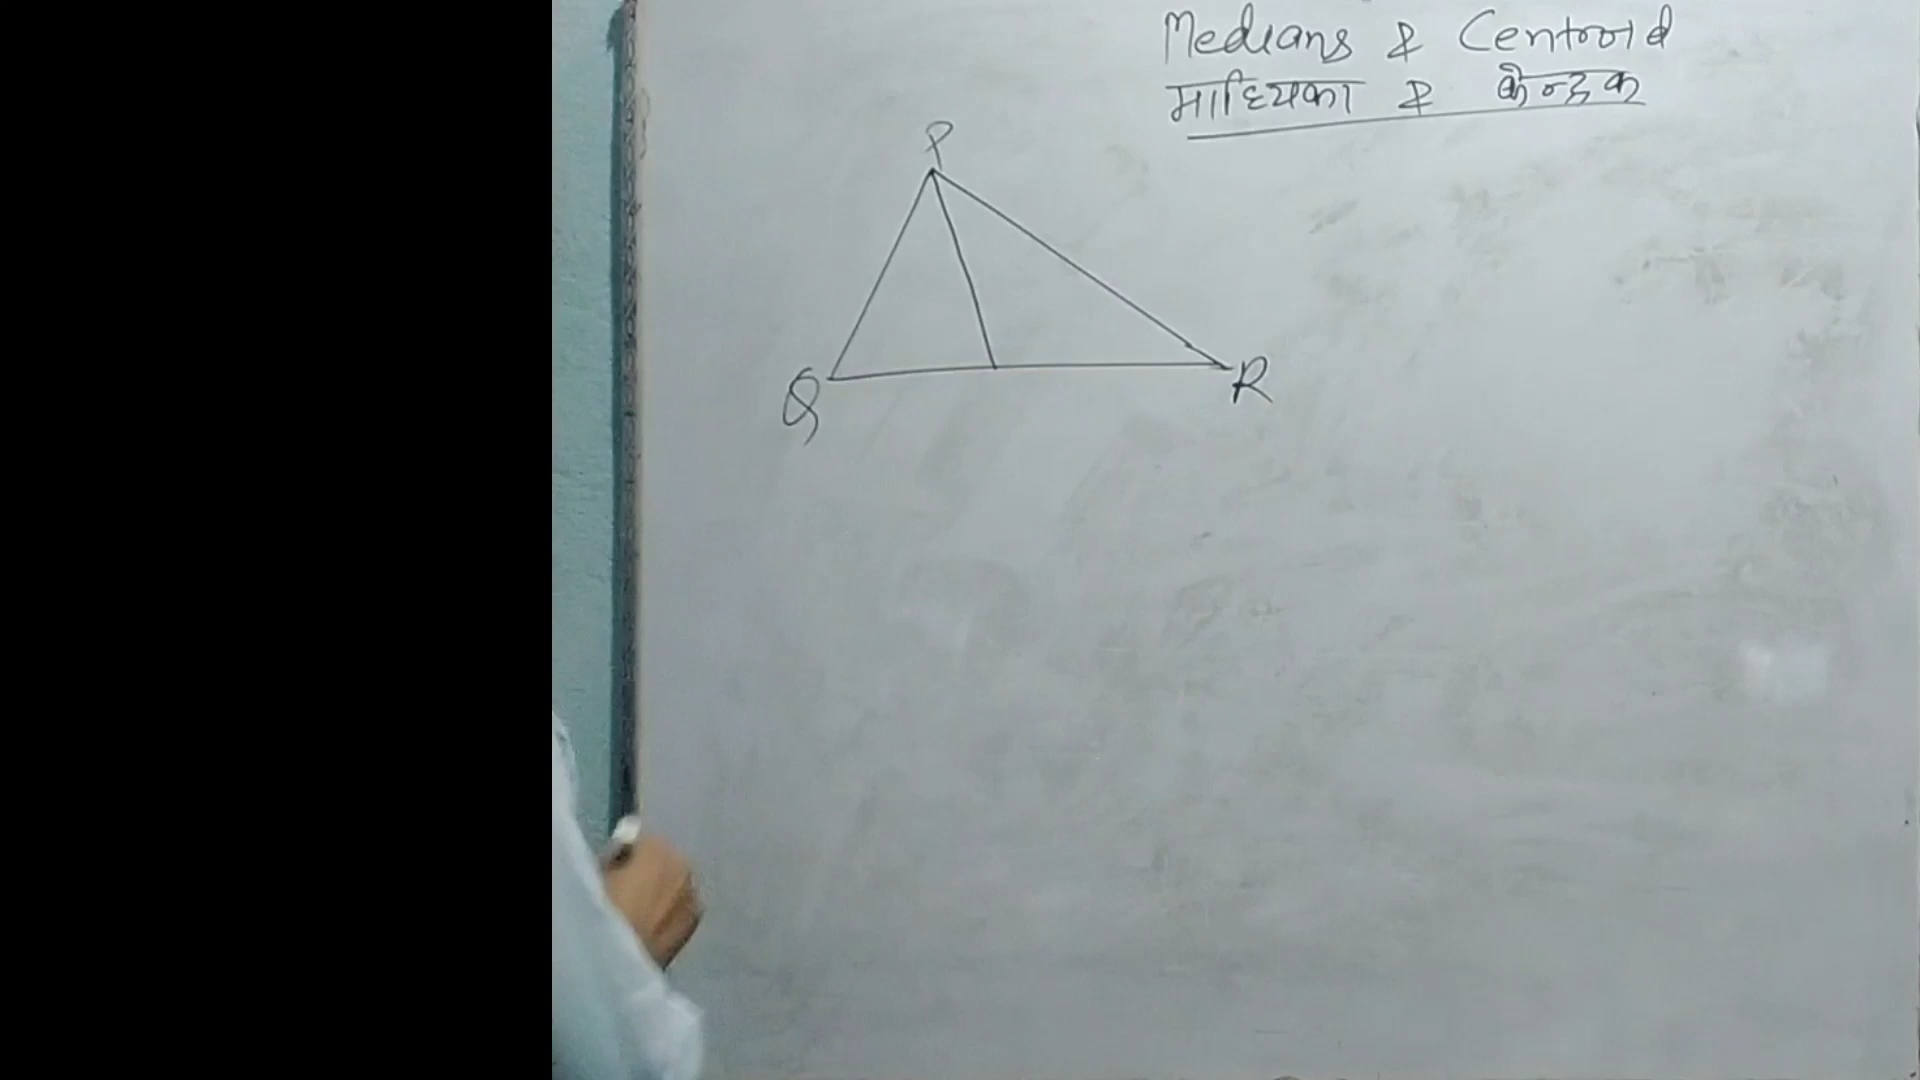 Medians & Centroid
माध्यिका & केन्द्रक
P
Q
R